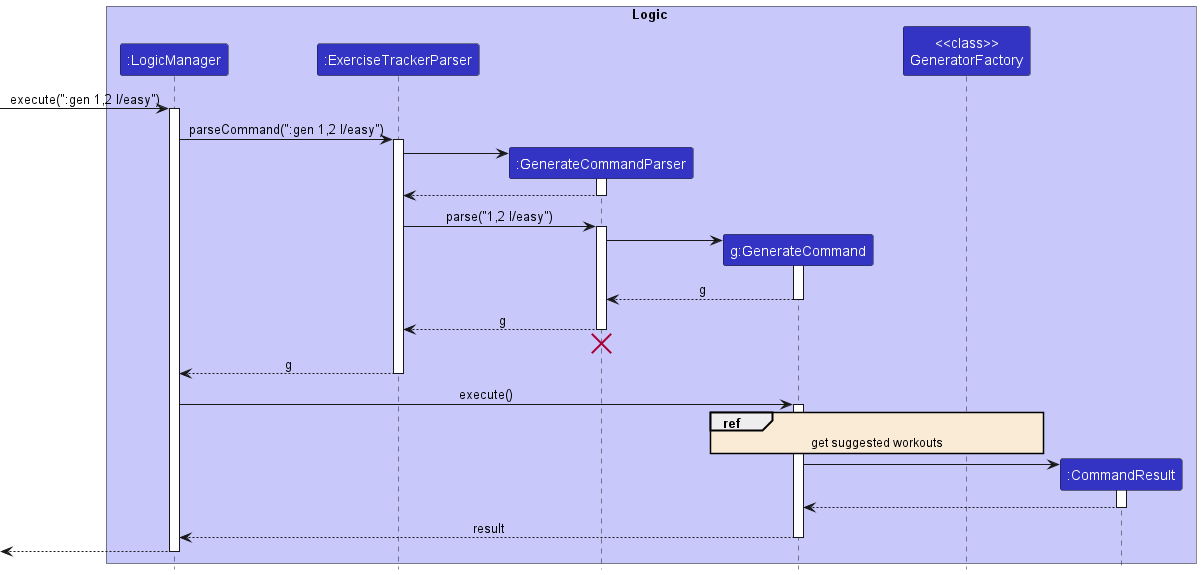 Logic
<<class>>
:LogicManager
:ExerciseTrackerParser
GeneratorFactory
execute(":gen 1,2 l/easy")
parseCommand(":gen 1,2 l/easy")
:GenerateCommandParser
parse("1,2 l/easy")
g:GenerateCommand
g
g
g
execute()
ref
get suggested workouts
:CommandResult
result